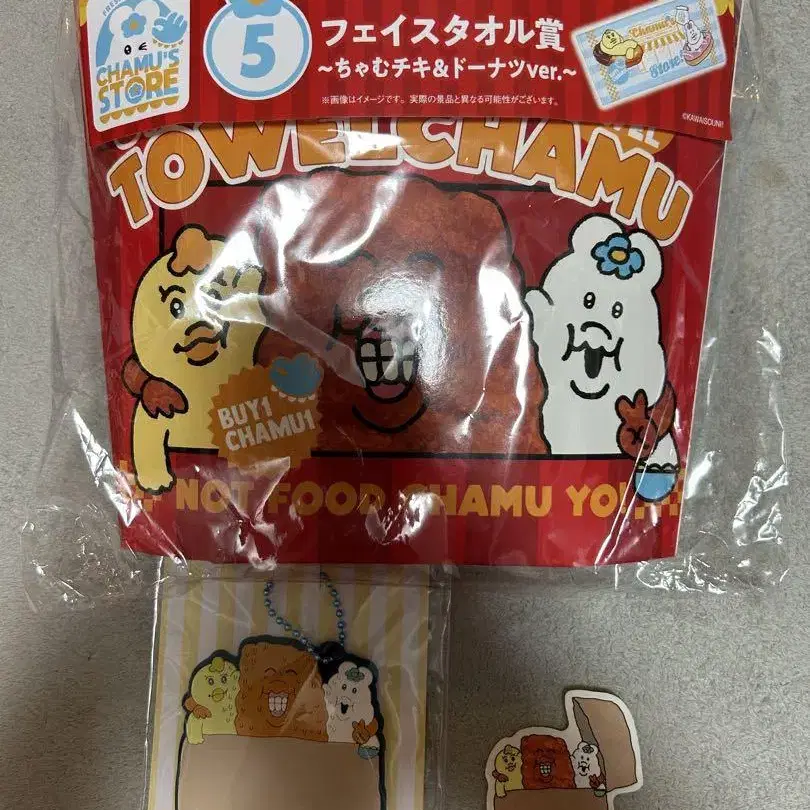 CHAMU'S
STORE
5
フェイスタオル賞
~ちゃむチキ&ドーナツver.~
※画像はイメージです。実際の景品と異なる可能性がございます。
Chamu's
Store
©KAWAISOUNI!
TOWELCHAMU
BUY1
CHAMU1
NOT FOOD CHAMU YO!